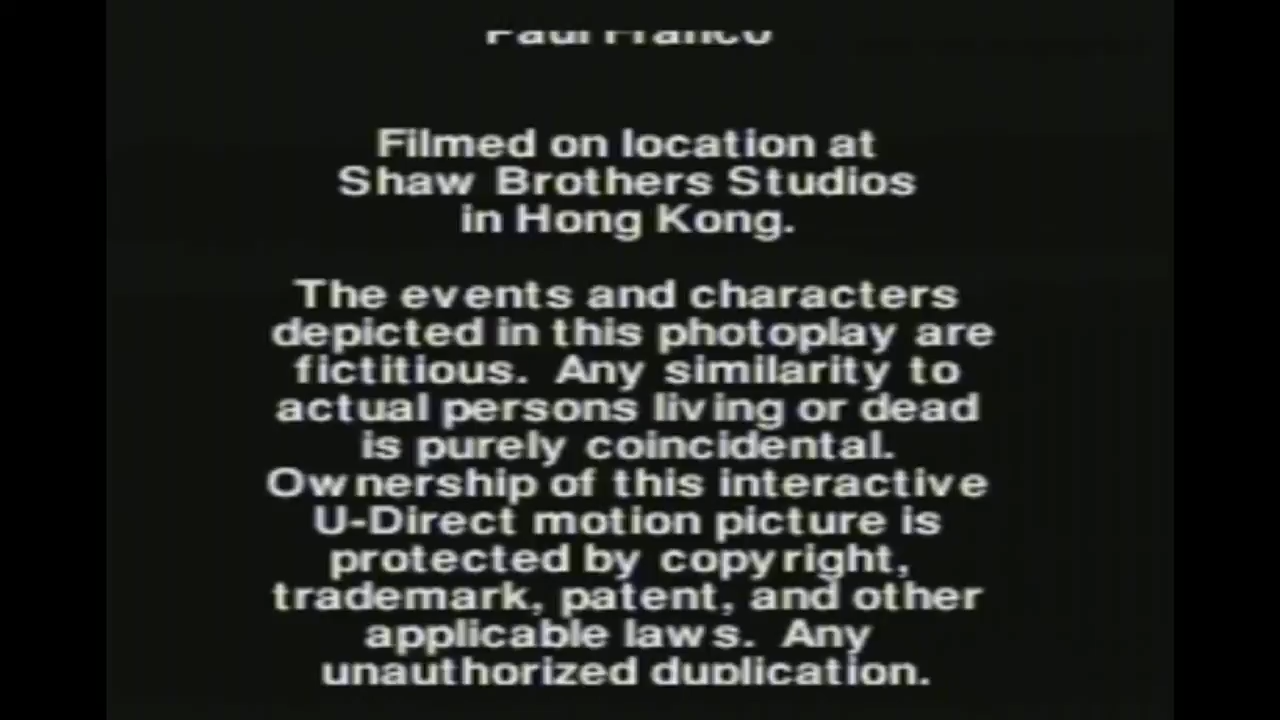 Paul Franco
Filmed on location at
Shaw Brothers Studios
in Hong Kong.
The events and characters
depicted in this photoplay are
fictitious. Any similarity to
actual persons living or dead
is purely coincidental.
Ownership of this interactive
U-Direct motion picture is
protected by copyright,
trademark, patent, and other
applicable laws. Any
unauthorized duplication.